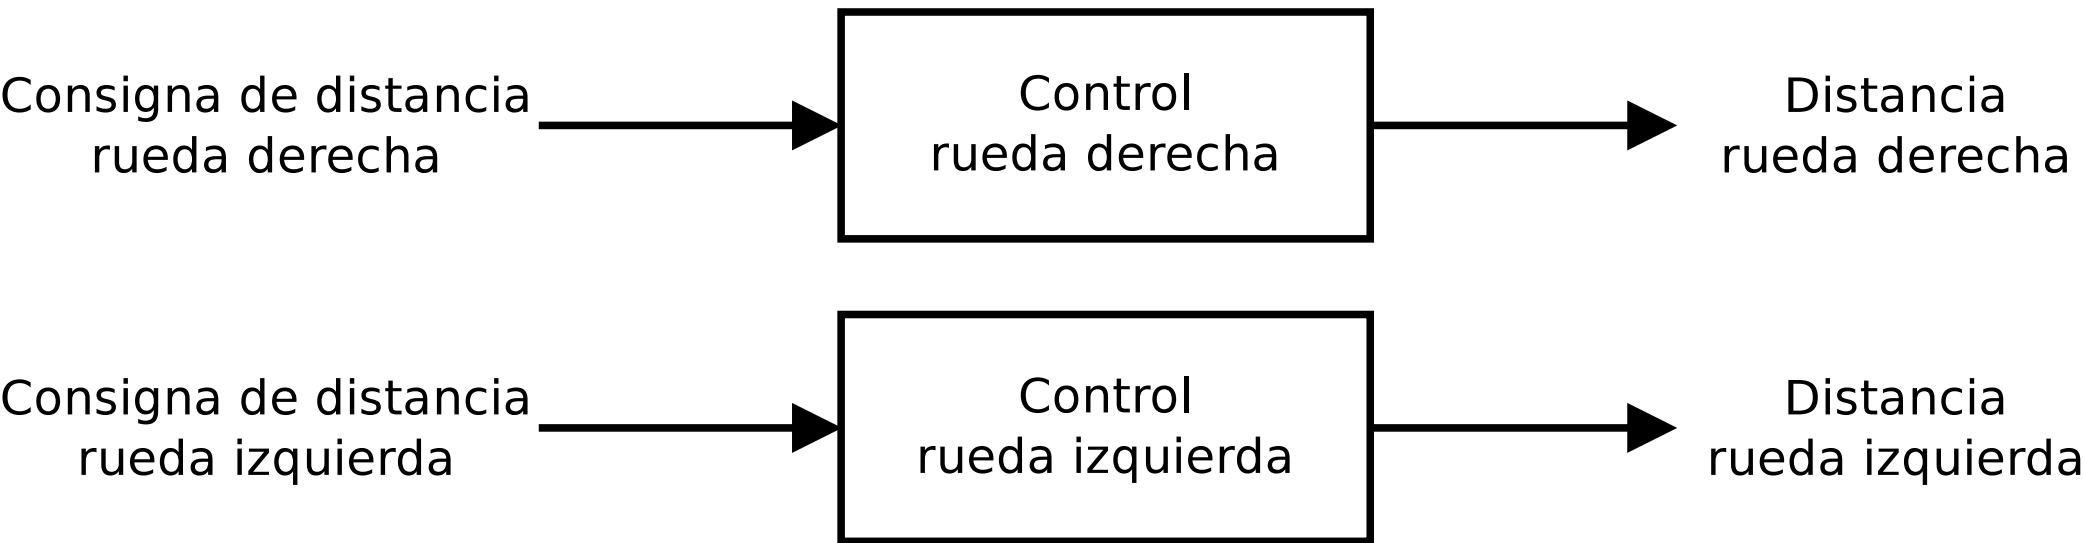 Consigna de distancia
rueda derecha
Control
rueda derecha
Distancia
rueda derecha
Consigna de distancia
rueda izquierda
Control
rueda izquierda
Distancia
rueda izquierda